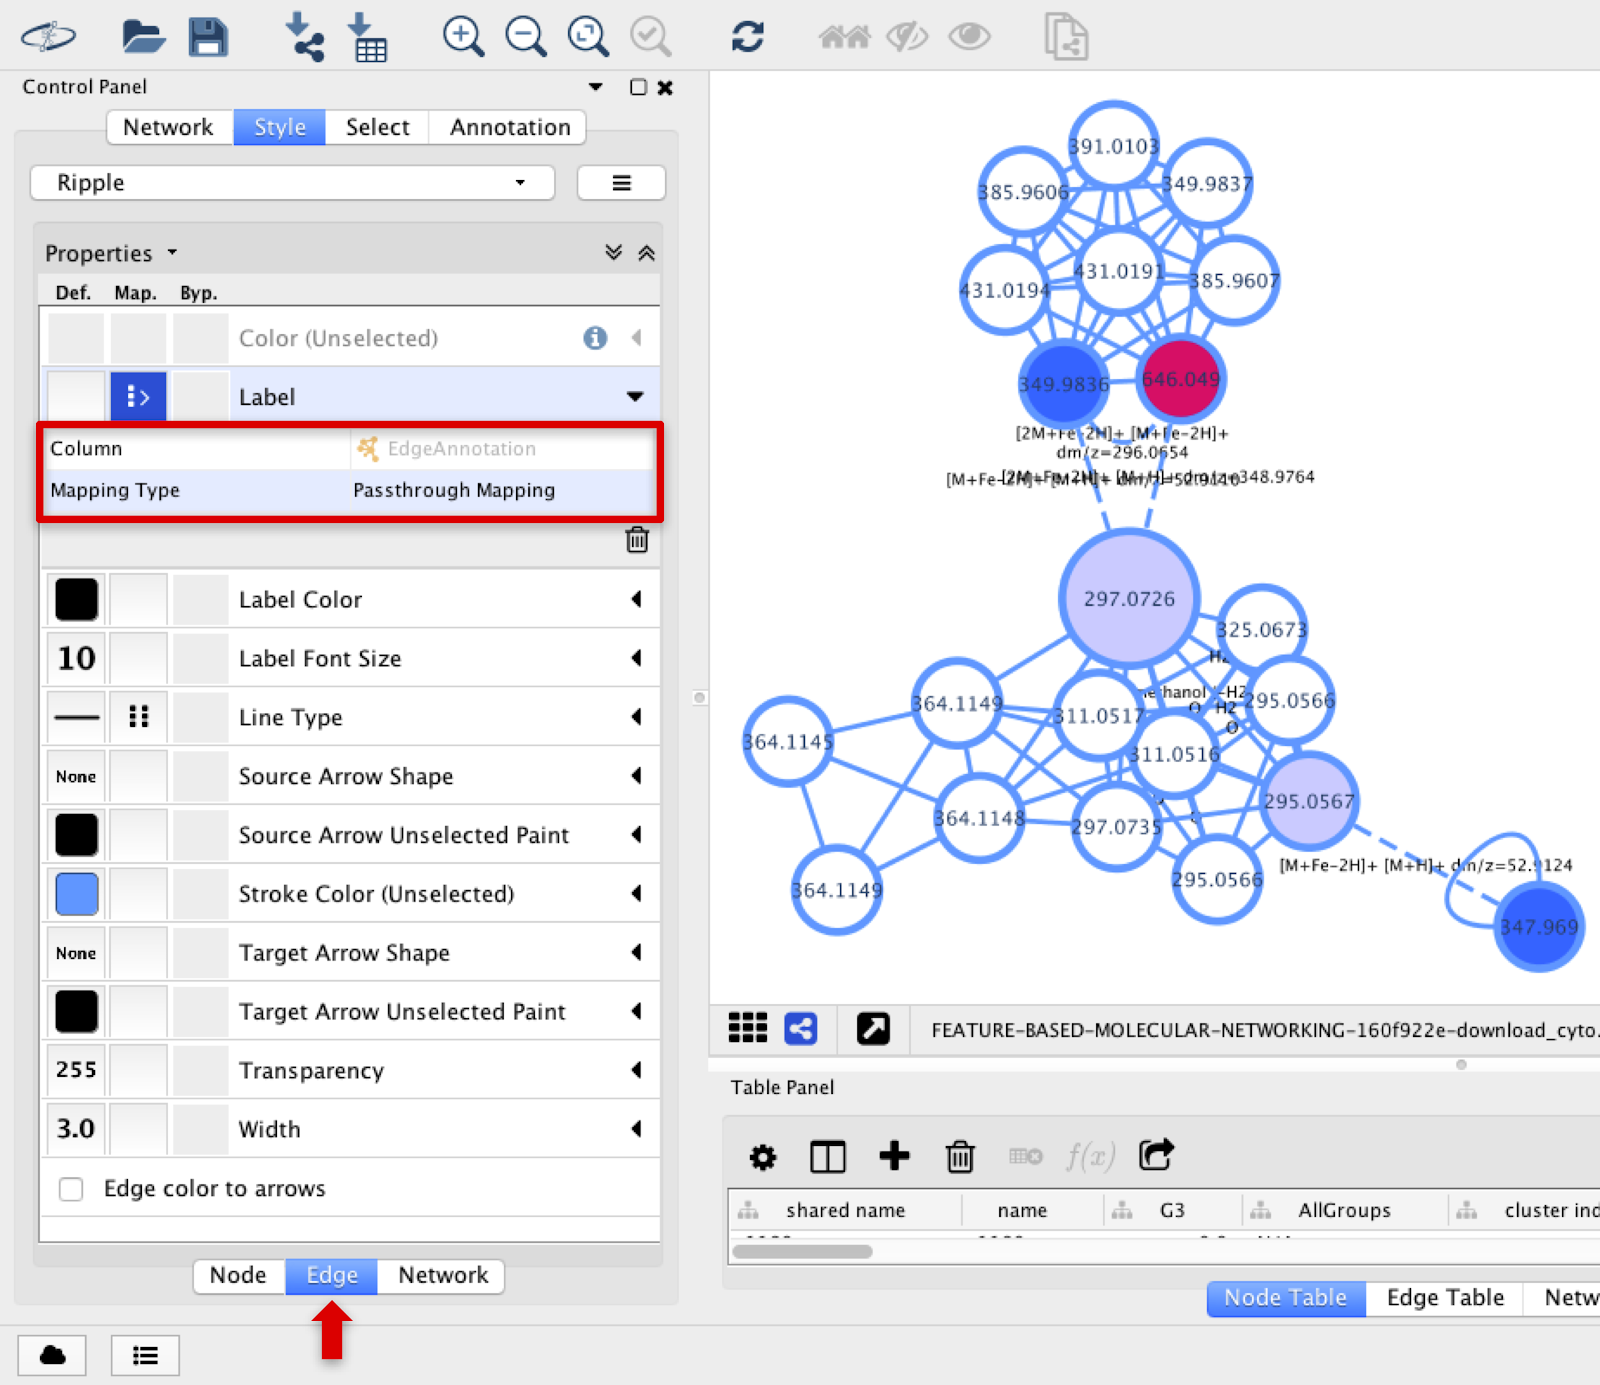 Control Panel
Network Style Select Annotation
Ripple
Properties
Def. Map. Byp.
Color (Unselected)
Label
Column EdgeAnnotation
Mapping Type Passthrough Mapping
Label Color
10 Label Font Size
Line Type
None Source Arrow Shape
Source Arrow Unselected Paint
Stroke Color (Unselected)
None Target Arrow Shape
Target Arrow Unselected Paint
255 Transparency
3.0 Width
Edge color to arrows
Node Edge Network
391.0103
385.9606
349.9837
431.0191
431.0194
385.9607
349.9836
646.049
[2M+Fe-2H]+ [M+Fe-2H]+
dm/z=296.0654
[M+Fe-2H]+ [M+H]+ dm/z=52.9110
[2M+Fe-2H]+ [M+H]+ dm/z=348.9764
297.0726
325.0673
295.0566
364.1149
311.0517
364.1145
311.0516
295.0567
364.1148
297.0735
295.0566
364.1149
[M+Fe-2H]+ [M+H]+ dm/z=52.9124
347.969
FEATURE-BASED-MOLECULAR-NETWORKING-160f922e-download_cyto.
Table Panel
f(x)
shared name name G3 AllGroups cluster ind
Node Table Edge Table Netw